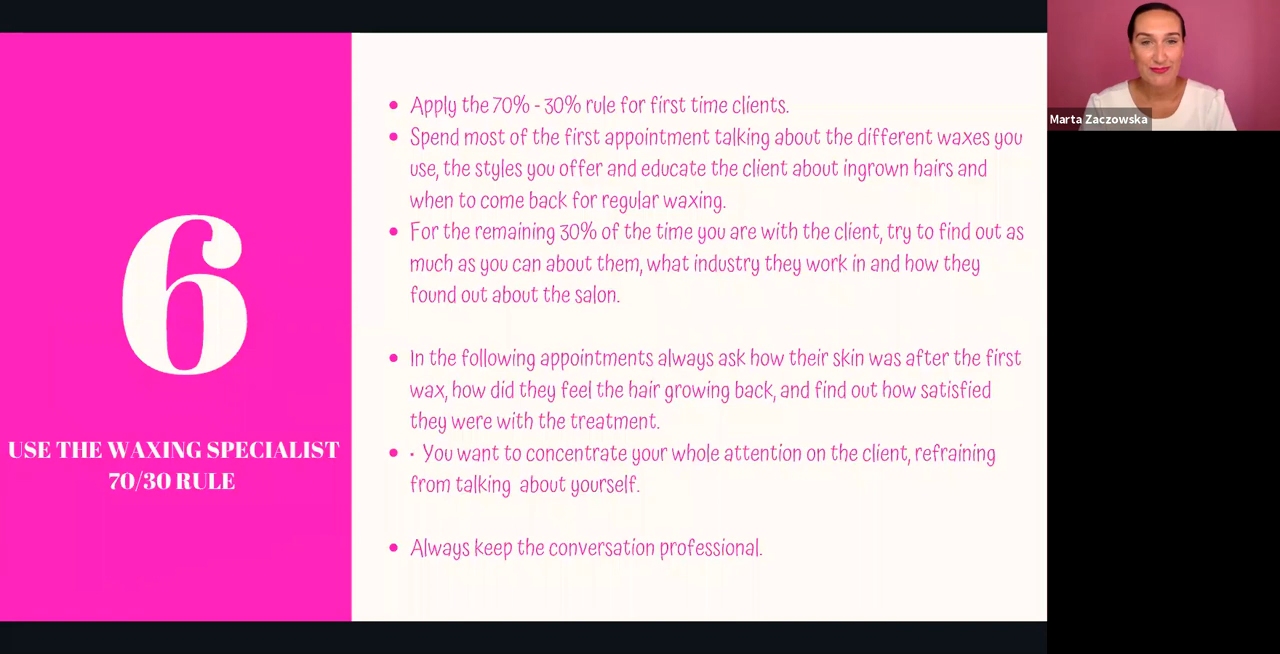 6
USE THE WAXING SPECIALIST
70/30 RULE
• Apply the 70% - 30% rule for first time clients.
• Spend most of the first appointment talking about the different waxes you
use, the styles you offer and educate the client about ingrown hairs and
when to come back for regular waxing.
• For the remaining 30% of the time you are with the client, try to find out as
much as you can about them, what industry they work in and how they
found out about the salon.
• In the following appointments always ask how their skin was after the first
wax, how did they feel the hair growing back, and find out how satisfied
they were with the treatment.
• · You want to concentrate your whole attention on the client, refraining
from talking  about yourself.
• Always keep the conversation professional.
Marta Zaczowska